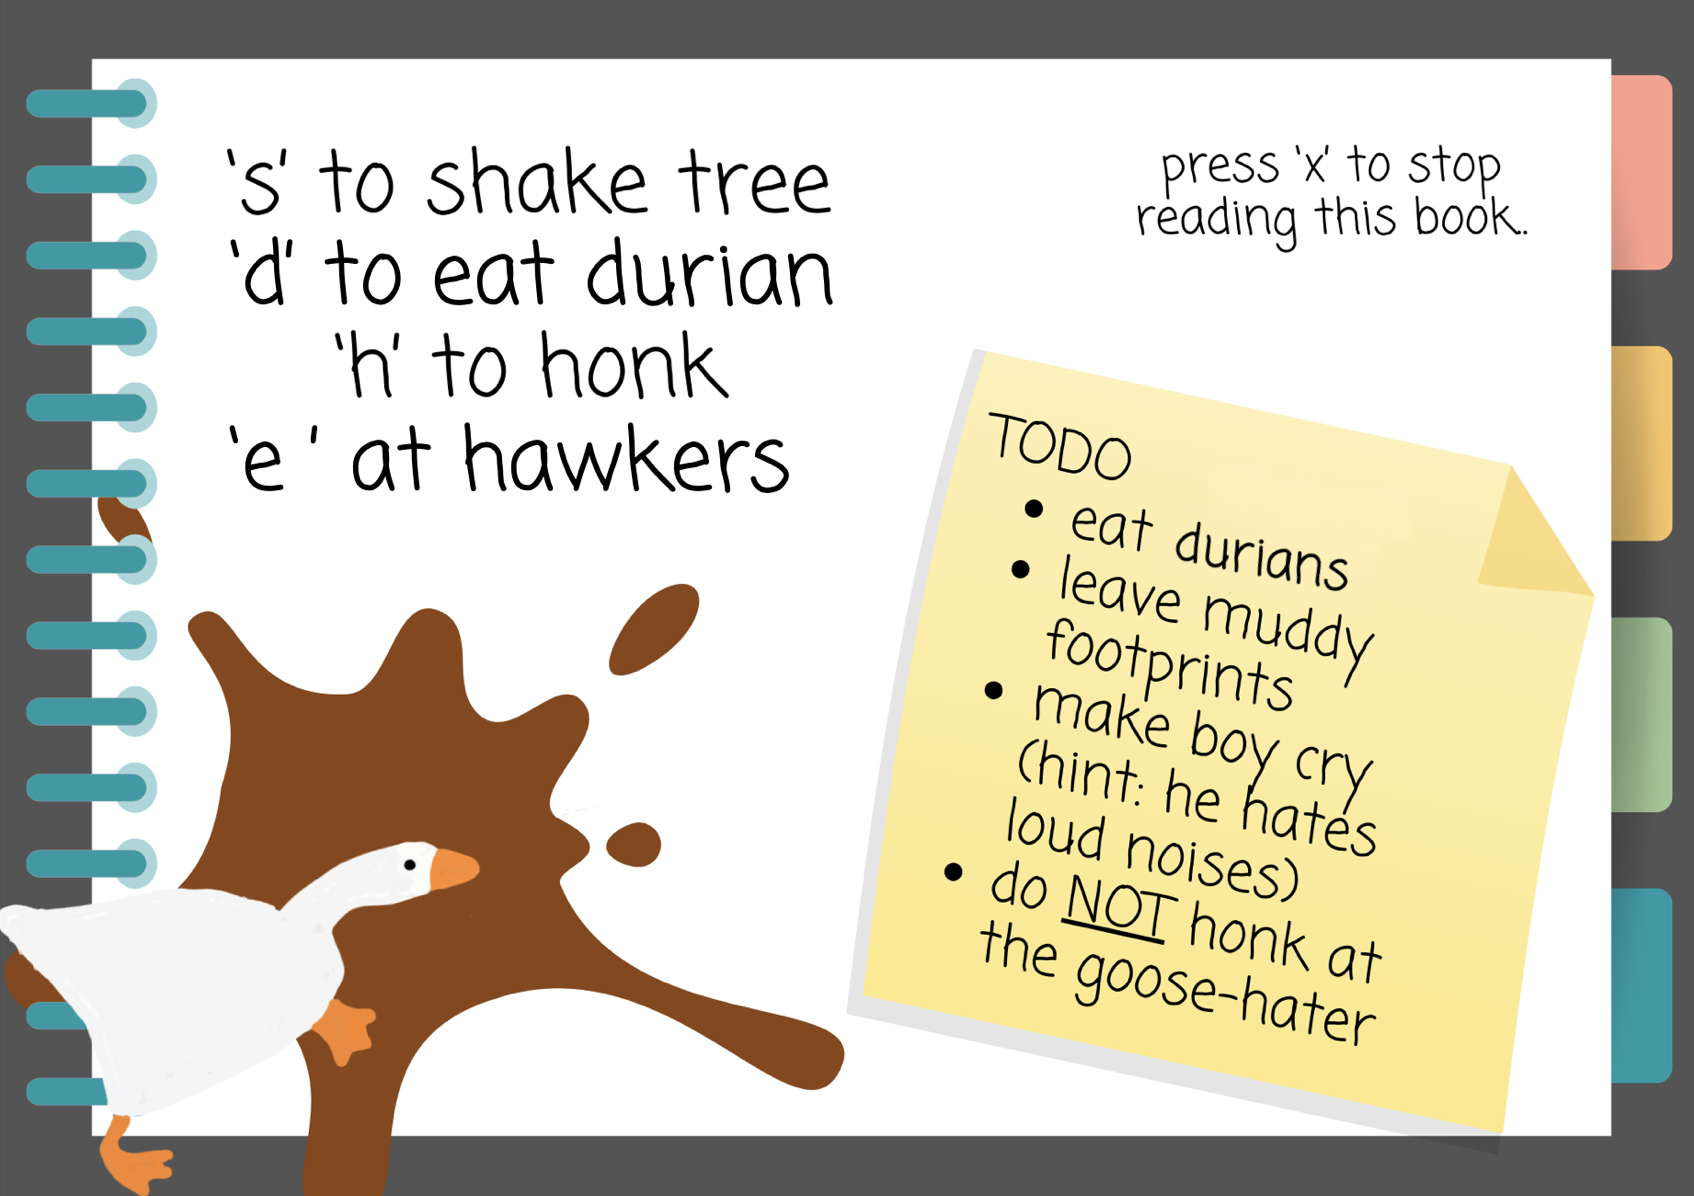 's' to shake tree
'd' to eat durian
'h' to honk
'e ' at hawkers
press 'x' to stop
reading this book..
TODO
• eat durians
• leave muddy
footprints
• make boy cry
(hint: he hates
loud noises)
• do NOT honk at
the goose-hater